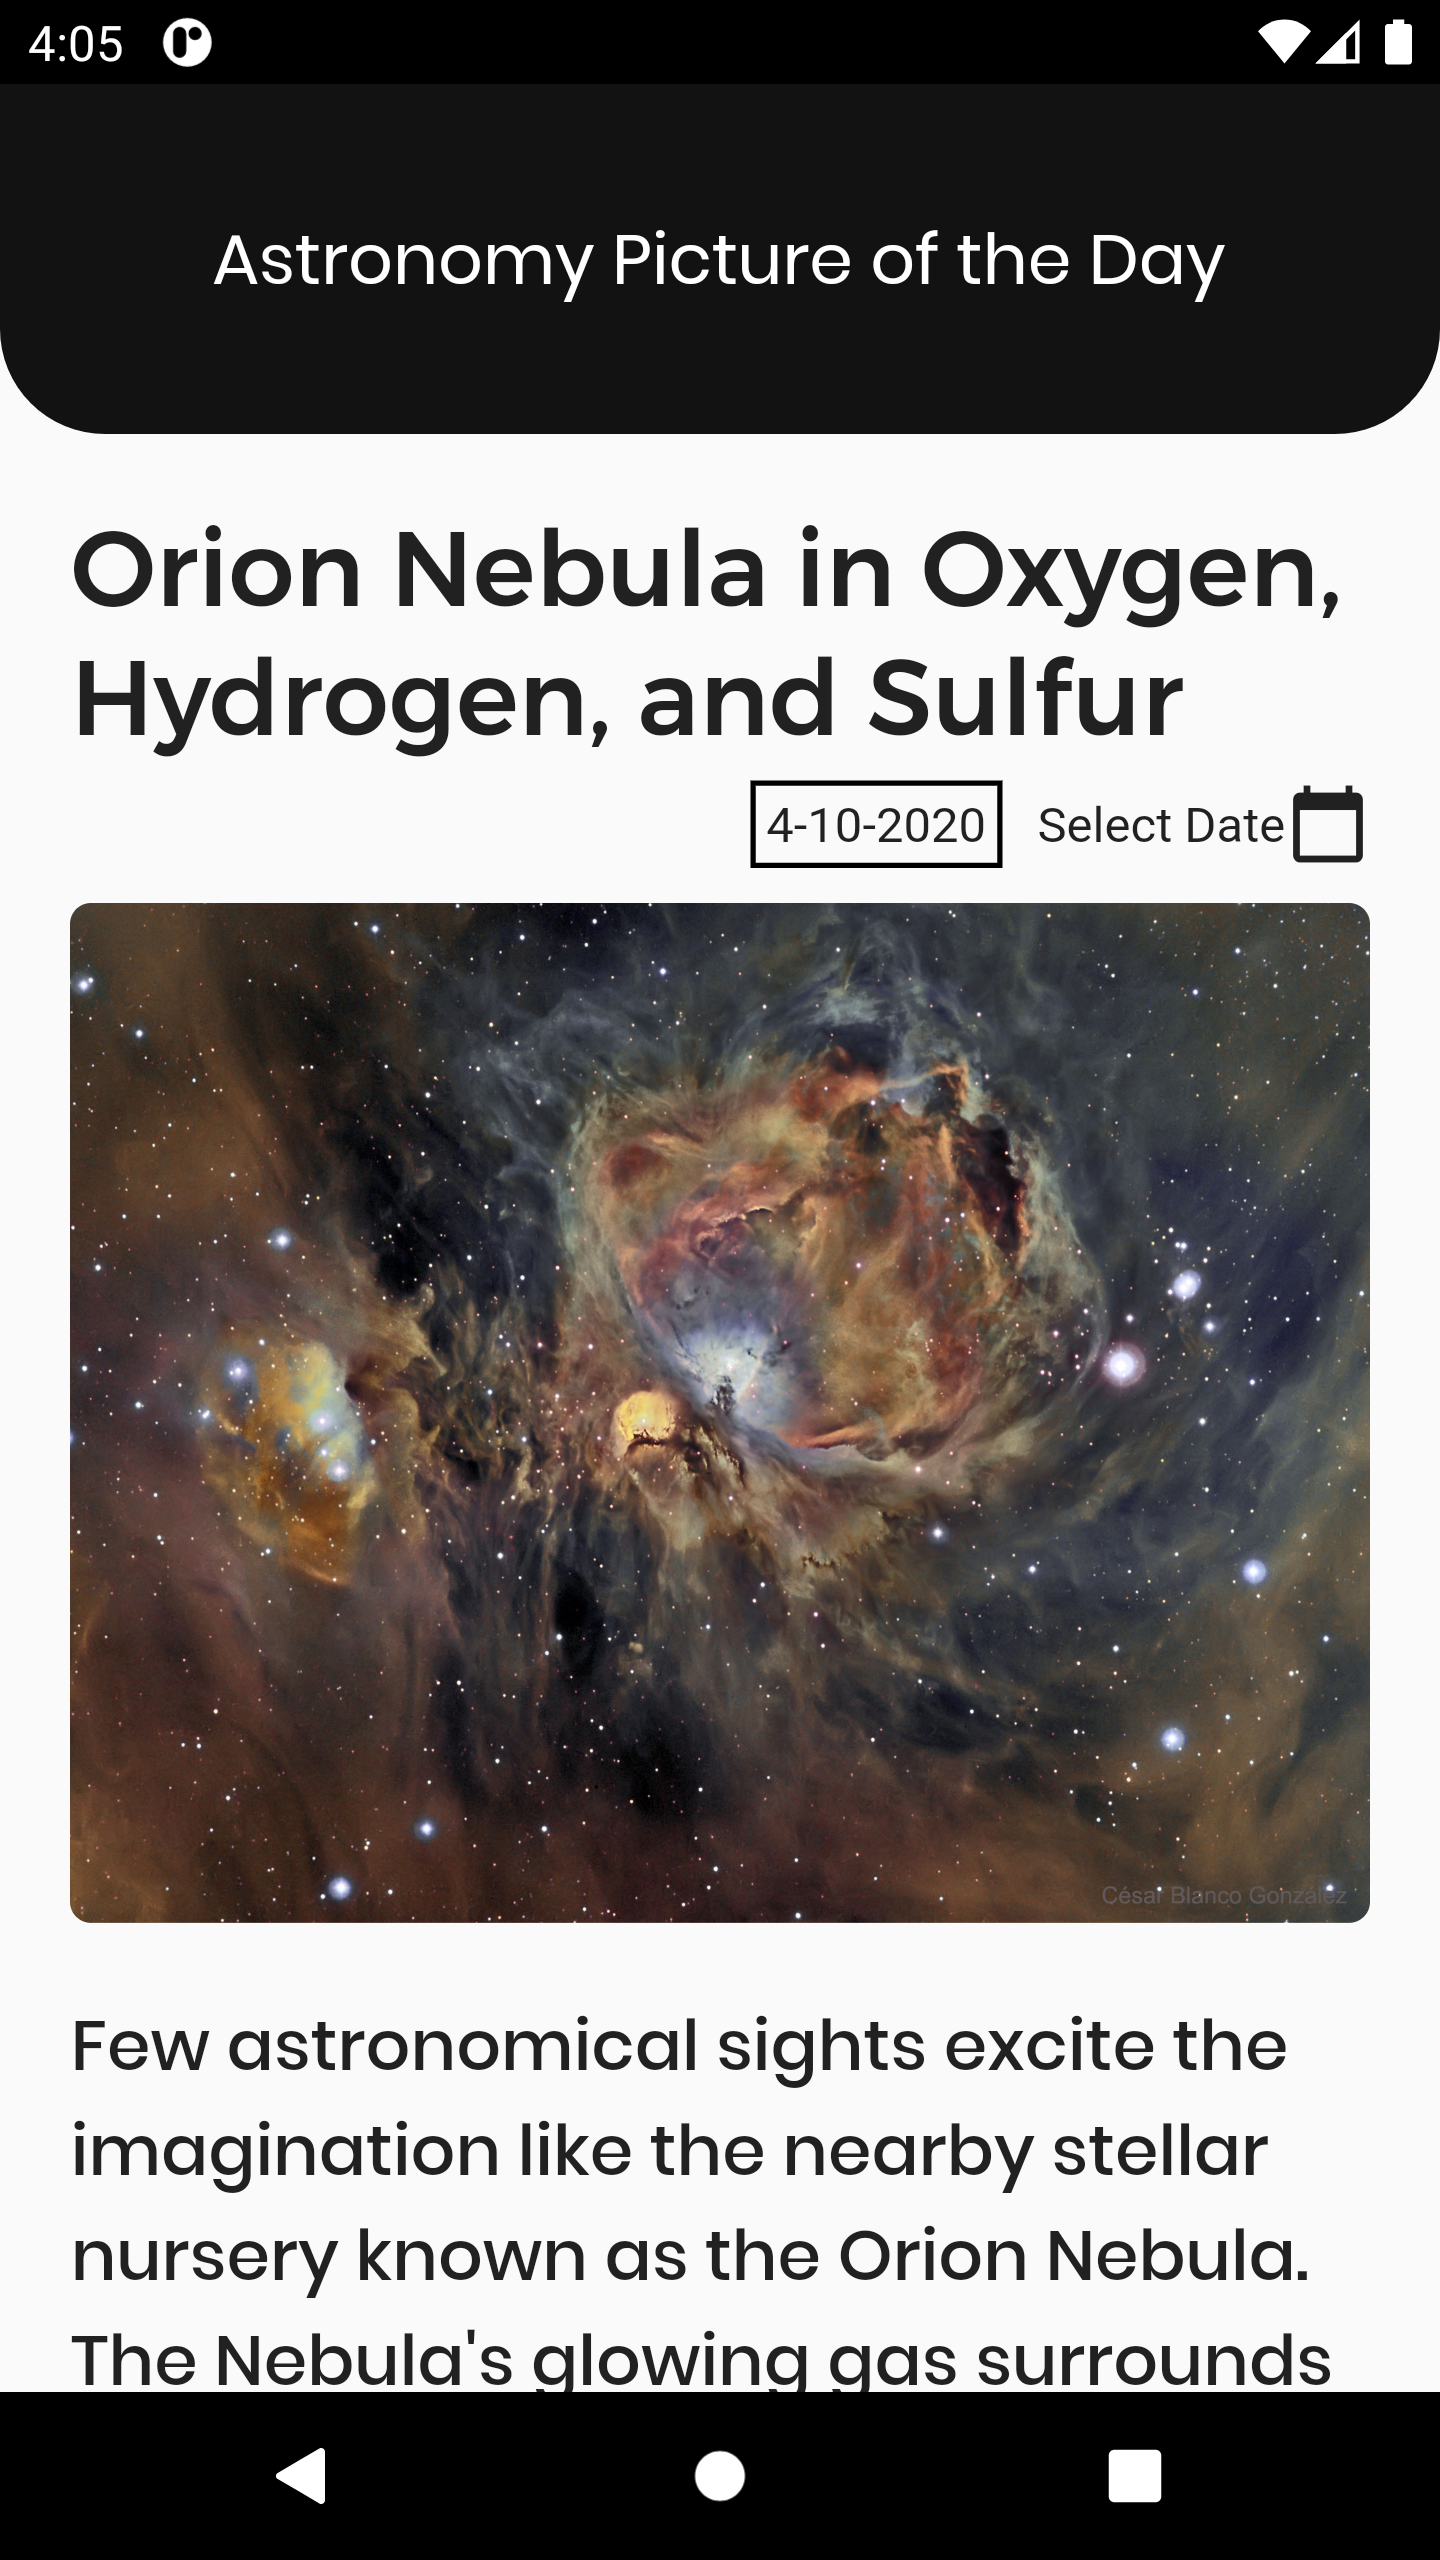 4:05
Astronomy Picture of the Day
Orion Nebula in Oxygen,
Hydrogen, and Sulfur
4-10-2020 Select Date
César Blanco González
Few astronomical sights excite the
imagination like the nearby stellar
nursery known as the Orion Nebula.
The Nebula's glowing gas surrounds